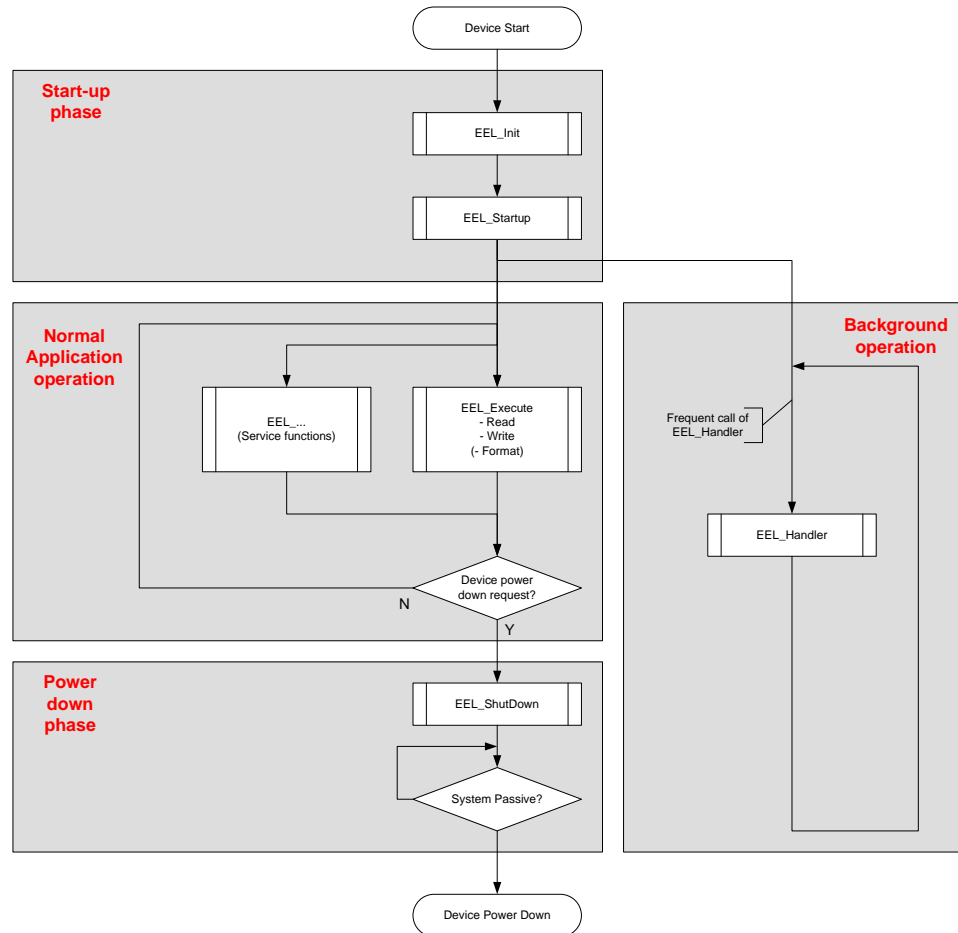 Device Start
Start-up
phase
EEL_Init
EEL_Startup
Normal
Application
operation
EEL_...
(Service functions)
EEL_Execute
- Read
- Write
(- Format)
Device power
down request?
N
Y
Background
operation
Frequent call of
EEL_Handler
EEL_Handler
Power
down
phase
EEL_ShutDown
System Passive?
Device Power Down